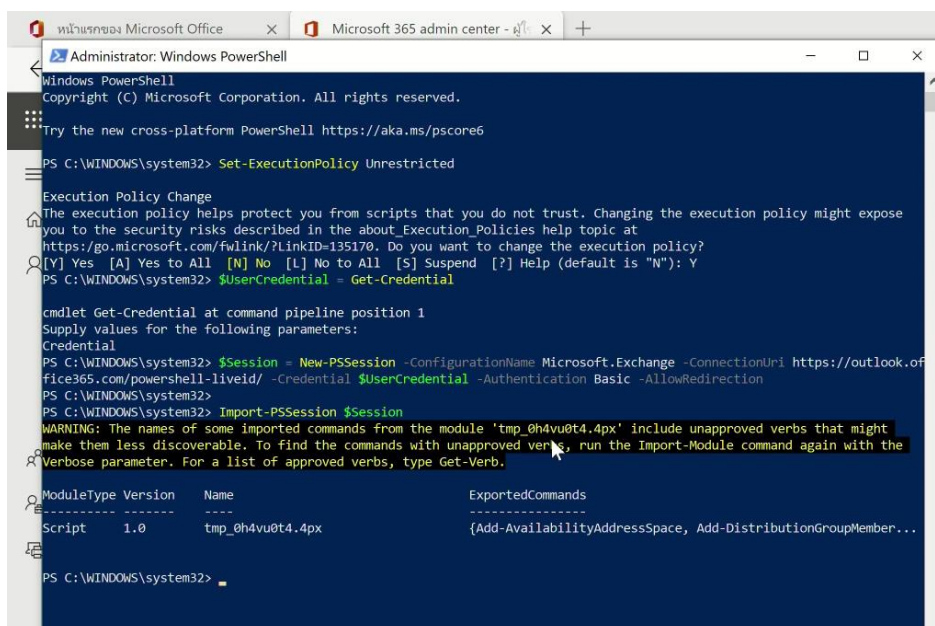 หน้าแรกของ Microsoft Office
Microsoft 365 admin center -
Administrator: Windows PowerShell
Windows PowerShell
Copyright (C) Microsoft Corporation. All rights reserved.
Try the new cross-platform PowerShell https://aka.ms/pscore6
PS C:\WINDOWS\system32> Set-ExecutionPolicy Unrestricted
Execution Policy Change
The execution policy helps protect you from scripts that you do not trust. Changing the execution policy might expose
you to the security risks described in the about_Execution_Policies help topic at
https:/go.microsoft.com/fwlink/?LinkID=135170. Do you want to change the execution policy?
[Y] Yes  [A] Yes to All  [N] No  [L] No to All  [S] Suspend  [?] Help (default is "N"): Y
PS C:\WINDOWS\system32> $UserCredential = Get-Credential
cmdlet Get-Credential at command pipeline position 1
Supply values for the following parameters:
Credential
PS C:\WINDOWS\system32> $Session = New-PSSession -ConfigurationName Microsoft.Exchange -ConnectionUri https://outlook.of
fice365.com/powershell-liveid/ -Credential $UserCredential -Authentication Basic -AllowRedirection
PS C:\WINDOWS\system32>
PS C:\WINDOWS\system32> Import-PSSession $Session
WARNING: The names of some imported commands from the module 'tmp_0h4vu0t4.4px' include unapproved verbs that might
make them less discoverable. To find the commands with unapproved verbs, run the Import-Module command again with the
Verbose parameter. For a list of approved verbs, type Get-Verb.
ModuleType Version    Name                                ExportedCommands
---------- -------    ----                                ----------------
Script     1.0        tmp_0h4vu0t4.4px                    {Add-AvailabilityAddressSpace, Add-DistributionGroupMember...
PS C:\WINDOWS\system32>